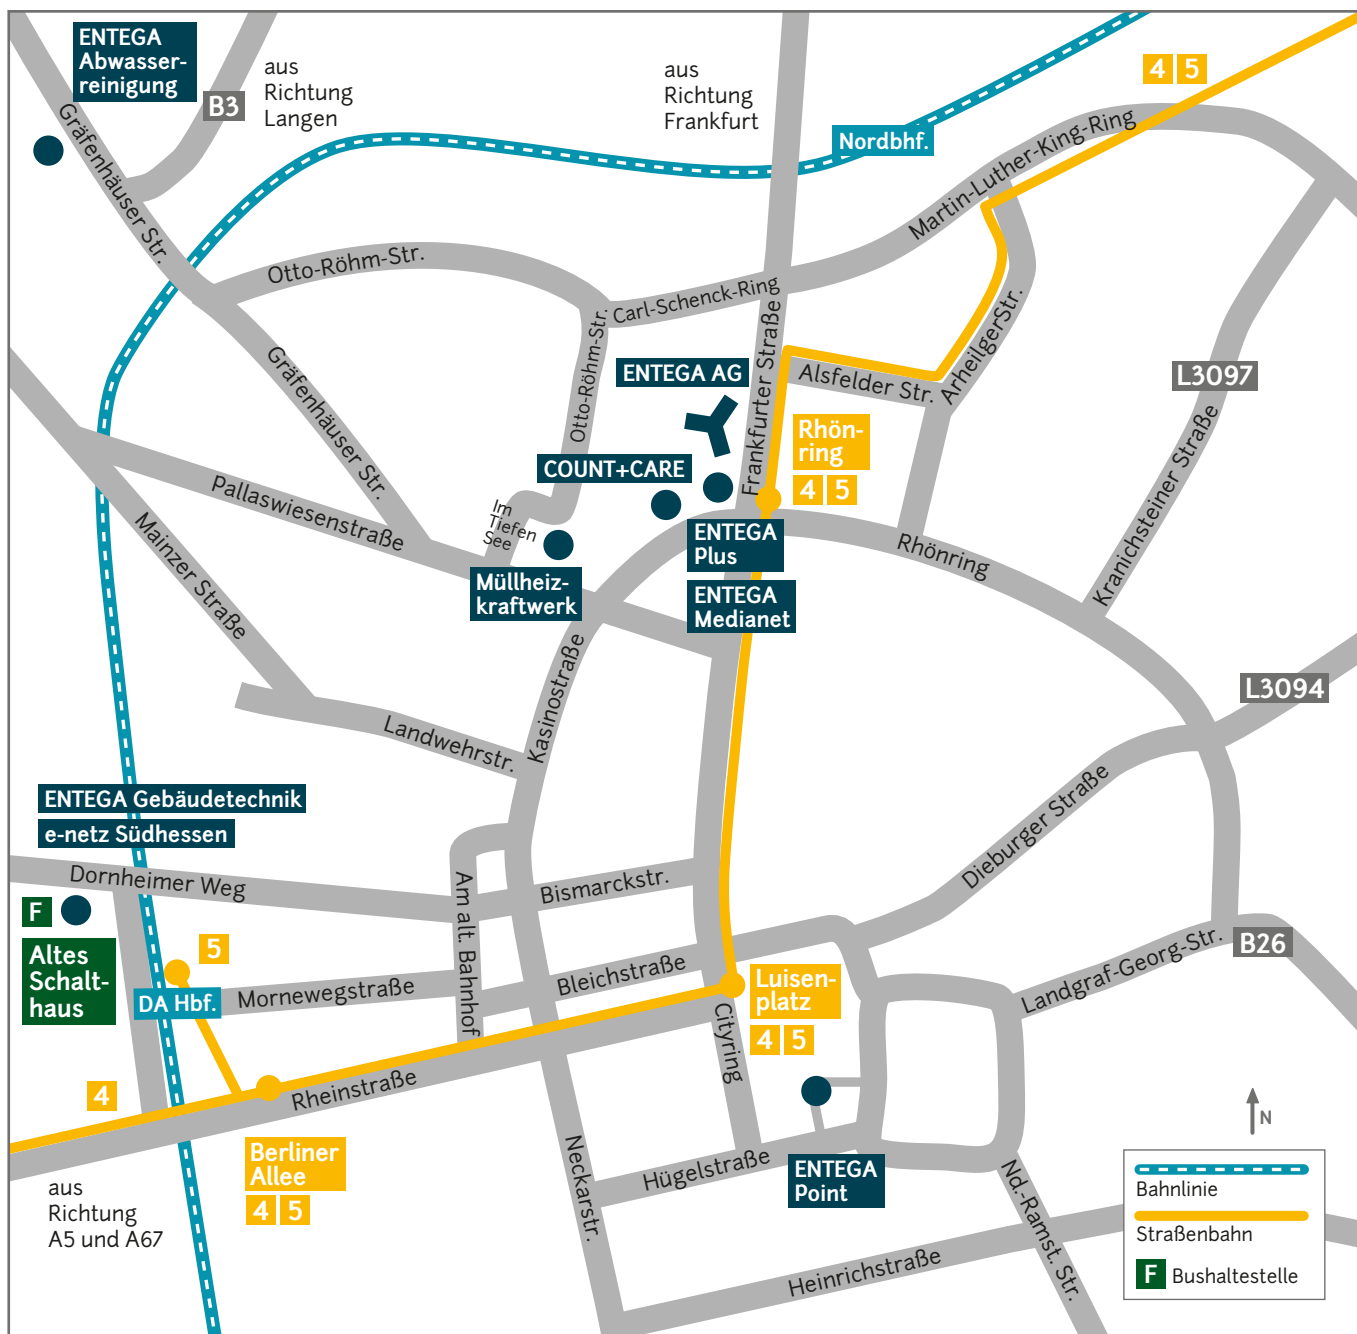 ENTEGA
Abwasser-
reinigung
B3
aus
Richtung
Langen
aus
Richtung
Frankfurt
4 5
Nordbhf.
Gräfenhäuser Str.
Martin-Luther-King-Ring
Otto-Röhm-Str.
Carl-Schenck-Ring
Otto-Röhm-Str.
Frankfurter Straße
ArheilgerStr.
Gräfenhäuser Str.
ENTEGA AG
Alsfelder Str.
L3097
Rhön-
ring
4 5
COUNT+CARE
Kranichsteiner Straße
Pallaswiesenstraße
Mainzer Straße
Im
Tiefen
See
ENTEGA
Plus
Rhönring
Müllheiz-
kraftwerk
ENTEGA
Medianet
Kasinostraße
L3094
Landwehrstr.
ENTEGA Gebäudetechnik
e-netz Südhessen
Dieburger Straße
Dornheimer Weg
Bismarckstr.
Am alt. Bahnhof
F
Altes
Schalt-
haus
5
DA Hbf.
Mornewegstraße
Bleichstraße
Luisen-
platz
4 5
Landgraf-Georg-Str.
B26
Cityring
4
Rheinstraße
Berliner
Allee
4 5
Neckarstr.
Hügelstraße
ENTEGA
Point
Nd.-Ramst. Str.
Heinrichstraße
aus
Richtung
A5 und A67
N
Bahnlinie
Straßenbahn
F Bushaltestelle